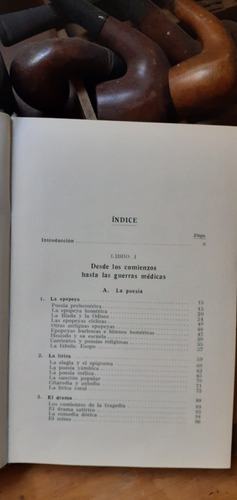 ÍNDICE
Págs.
Introducción
LIBRO I
Desde los comienzos
hasta las guerras médicas
A. La poesía
1. La epopeya 15
Poesía prehomérica 15
La epopeya homérica
La Ilíada y la Odisea
Las epopeyas cíclicas
Otras antiguas epopeyas
Epopeyas burlescas e himnos homéricos
Hesíodo y su escuela
Corrientes y poesías religiosas
La fábula. Esopo
2. La lírica
La elegía y el epigrama
La poesía yámbica
La poesía mélica
La canción popular
Citarodia y aulodia
La lírica coral
3. El drama
Los comienzos de la tragedia
El drama satírico
La comedia dórica
El mimo